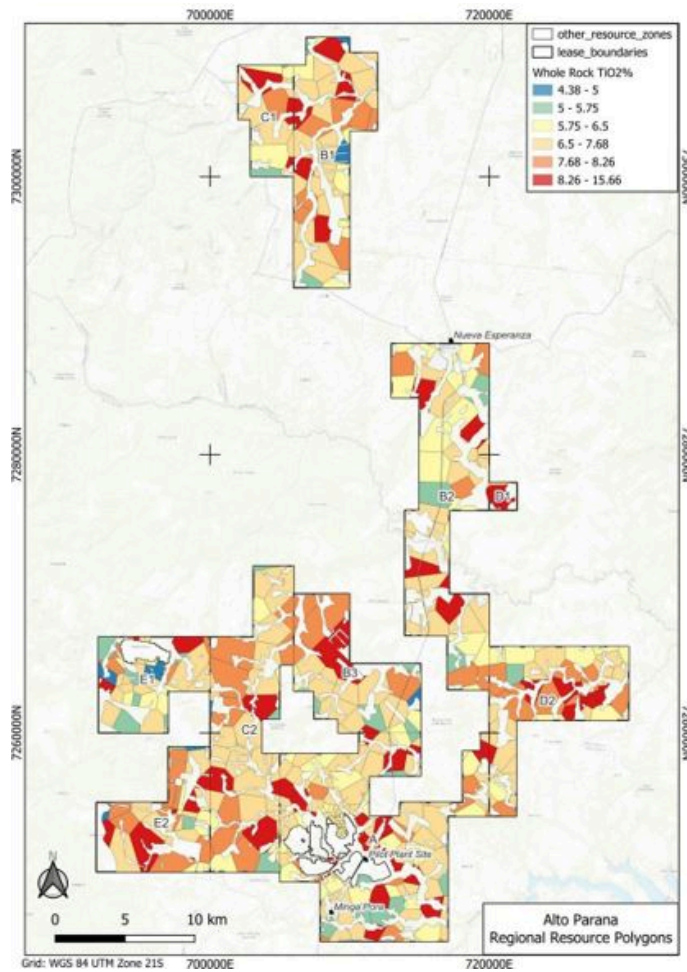 700000E 720000E
other_resource_zones
lease_boundaries
Whole Rock TiO2%
4.38 - 5
5 - 5.75
5.75 - 6.5
6.5 - 7.68
7.68 - 8.26
8.26 - 15.66
C1
B1
7300000N 7300000N
Nueva Esperanza
7280000N 7280000N
B2 D1
B3
E1
D2
C2
7260000N 7260000N
E2
A
Pilot Plant Site
N
Minga Pora
0 5 10 km
Alto Parana
Regional Resource Polygons
Grid: WGS 84 UTM Zone 21S
700000E 720000E